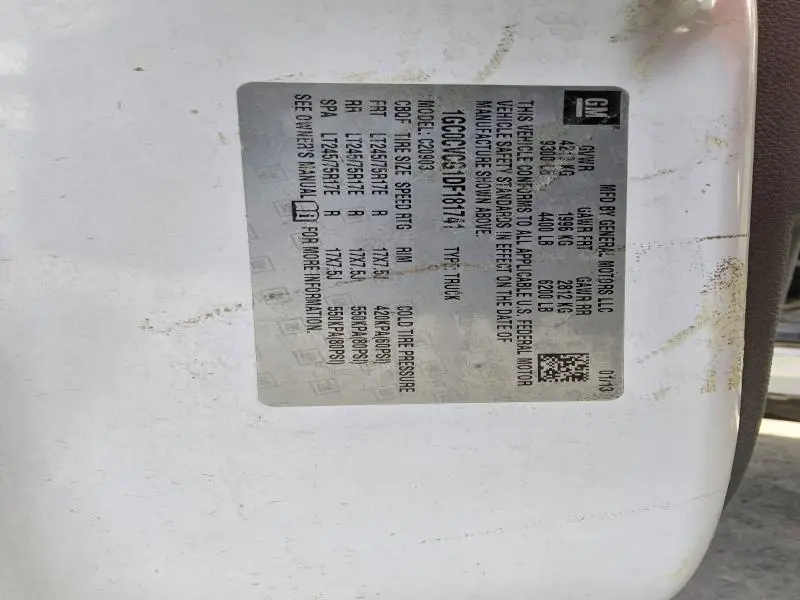 GM
MFD BY GENERAL MOTORS LLC 01/13
GVWR GAWR FRT GAWR RR
KG 1996 KG 2812 KG
9300 LB 4400 LB 6200 LB
THIS VEHICLE CONFORMS TO ALL APPLICABLE U.S. FEDERAL MOTOR
VEHICLE SAFETY STANDARDS IN EFFECT ON THE DATE OF
MANUFACTURE SHOWN ABOVE.
1GC0CVCG1DF181741 TYPE: TRUCK
MODEL: C20903
CBOF TIRE SIZE SPEED RTG RIM COLD TIRE PRESSURE
FRT LT245/75R17E R 17X7.5J 420KPA(60PSI)
RR LT245/75R17E R 17X7.5J 550KPA(80PSI)
SPA LT245/75R17E R 17X7.5J 550KPA(80PSI)
SEE OWNER'S MANUAL FOR MORE INFORMATION.